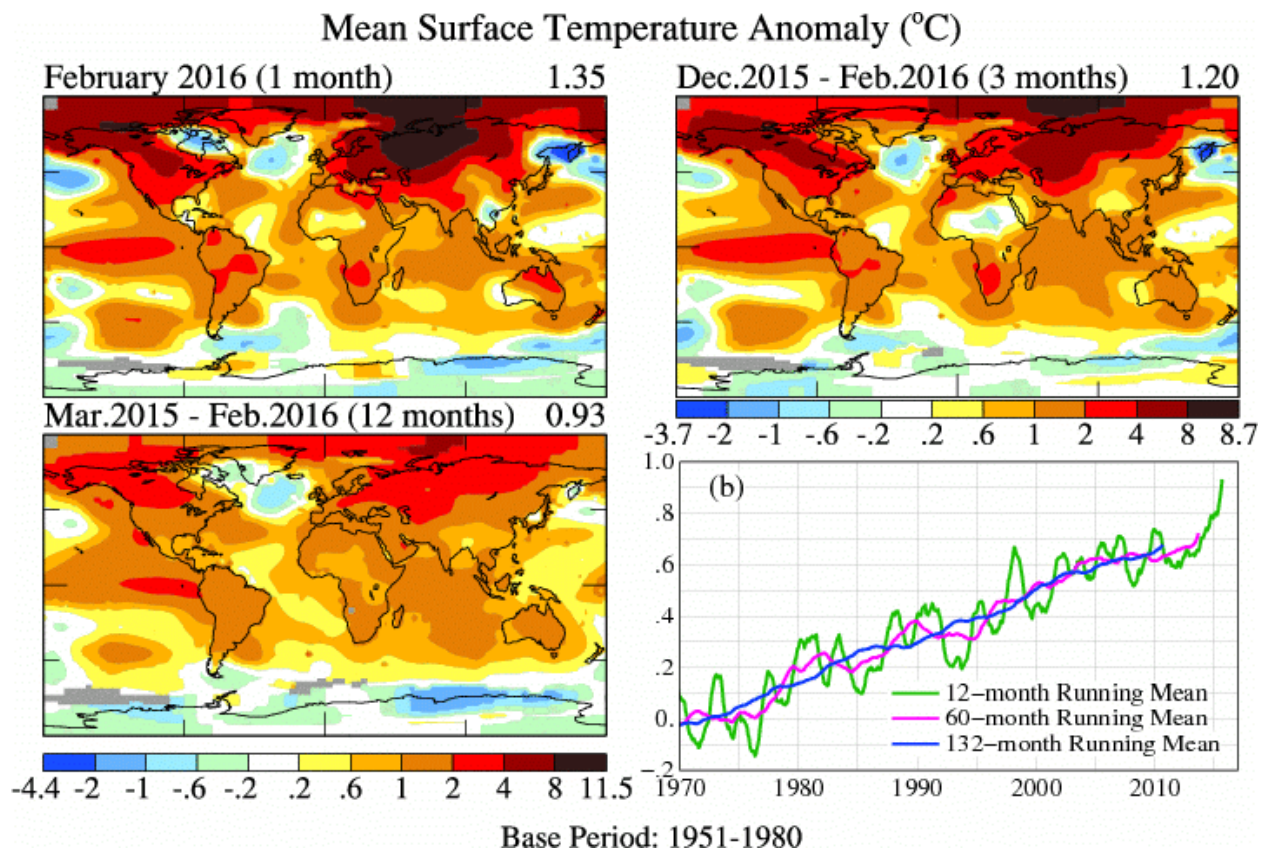 Mean Surface Temperature Anomaly (°C)
February 2016 (1 month) 1.35
Dec.2015 - Feb.2016 (3 months) 1.20
Mar.2015 - Feb.2016 (12 months) 0.93
-3.7 -2 -1 -.6 -.2 .2 .6 1 2 4 8 8.7
1.0
(b)
.8
.6
.4
.2
0.
-.2
12-month Running Mean
60-month Running Mean
132-month Running Mean
1970 1980 1990 2000 2010
-4.4 -2 -1 -.6 -.2 .2 .6 1 2 4 8 11.5
Base Period: 1951-1980